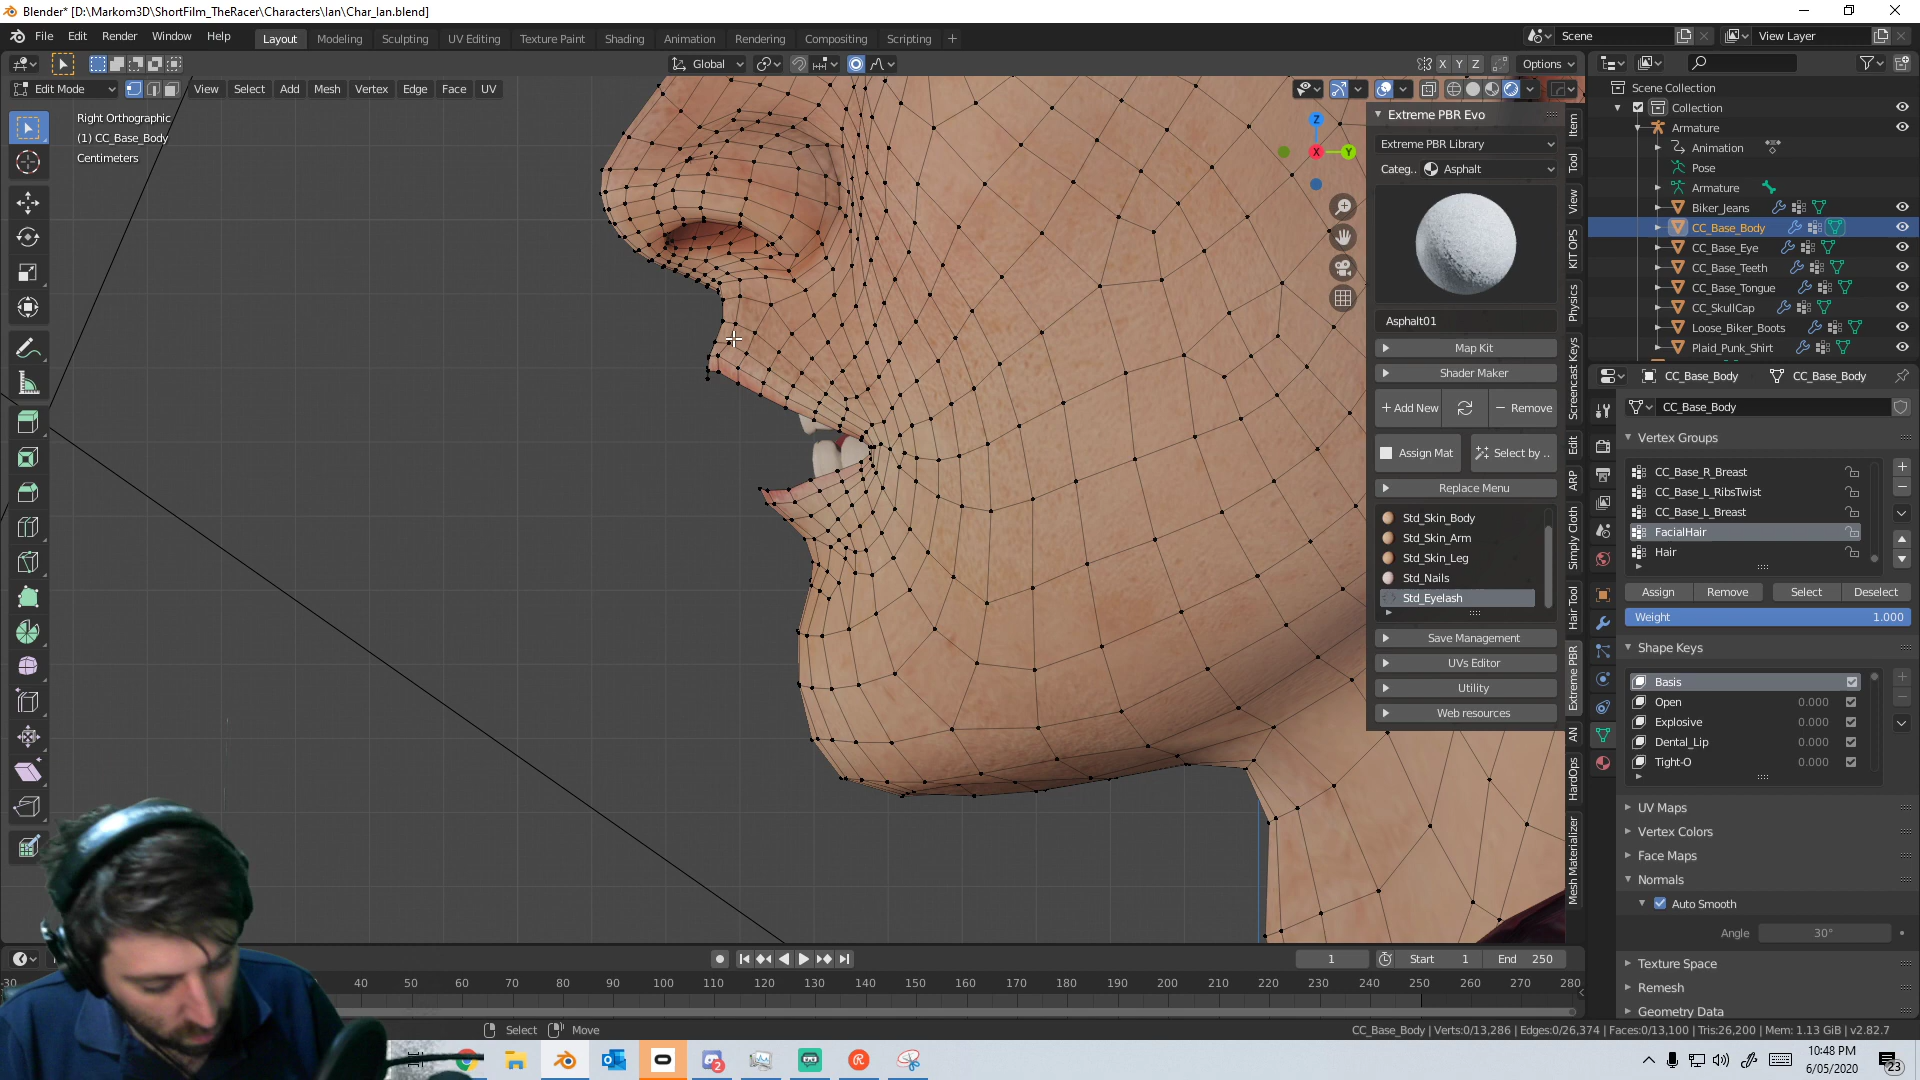 Blender* [D:\Markom3D\ShortFilm_TheRacer\Characters\Ian\Char_Ian.blend]
File Edit Render Window Help Layout Modeling Sculpting UV Editing Texture Paint Shading Animation Rendering Compositing Scripting + Scene View Layer
Global X Y Z Options
Edit Mode View Select Add Mesh Vertex Edge Face UV
Right Orthographic
(1) CC_Base_Body
Centimeters
Z
X
Y
Extreme PBR Evo
Extreme PBR Library
Categ.. Asphalt
Asphalt01
Map Kit
Shader Maker
Add New Remove
Assign Mat Select by ..
Replace Menu
Std_Skin_Body
Std_Skin_Arm
Std_Skin_Leg
Std_Nails
Std_Eyelash
Save Management
UVs Editor
Utility
Web resources
Item
Tool
View
KIT OPS
Physics
Screencast Keys
Edit
ARP
Simply Cloth
Hair Tool
Extreme PBR
AN
HardOps
Mesh Materializer
Scene Collection
Collection
Armature
Animation
Pose
Armature
Biker_Jeans
CC_Base_Body
CC_Base_Eye
CC_Base_Teeth
CC_Base_Tongue
CC_SkullCap
Loose_Biker_Boots
Plaid_Punk_Shirt
CC_Base_Body CC_Base_Body
CC_Base_Body
Vertex Groups
CC_Base_R_Breast
CC_Base_L_RibsTwist
CC_Base_L_Breast
FacialHair
Hair
Assign Remove Select Deselect
Weight 1.000
Shape Keys
Basis
Open 0.000
Explosive 0.000
Dental_Lip 0.000
Tight-O 0.000
UV Maps
Vertex Colors
Face Maps
Normals
Auto Smooth
Angle 30°
Texture Space
Remesh
Geometry Data
1 Start 1 End 250
-30 40 50 60 70 80 90 100 110 120 130 140 150 160 170 180 190 200 210 220 230 240 250 260 270 280
Select Move
CC_Base_Body | Verts:0/13,286 | Edges:0/26,374 | Faces:0/13,100 | Tris:26,200 | Mem: 1.13 GiB | v2.82.7
2
10:48 PM
6/05/2020
23